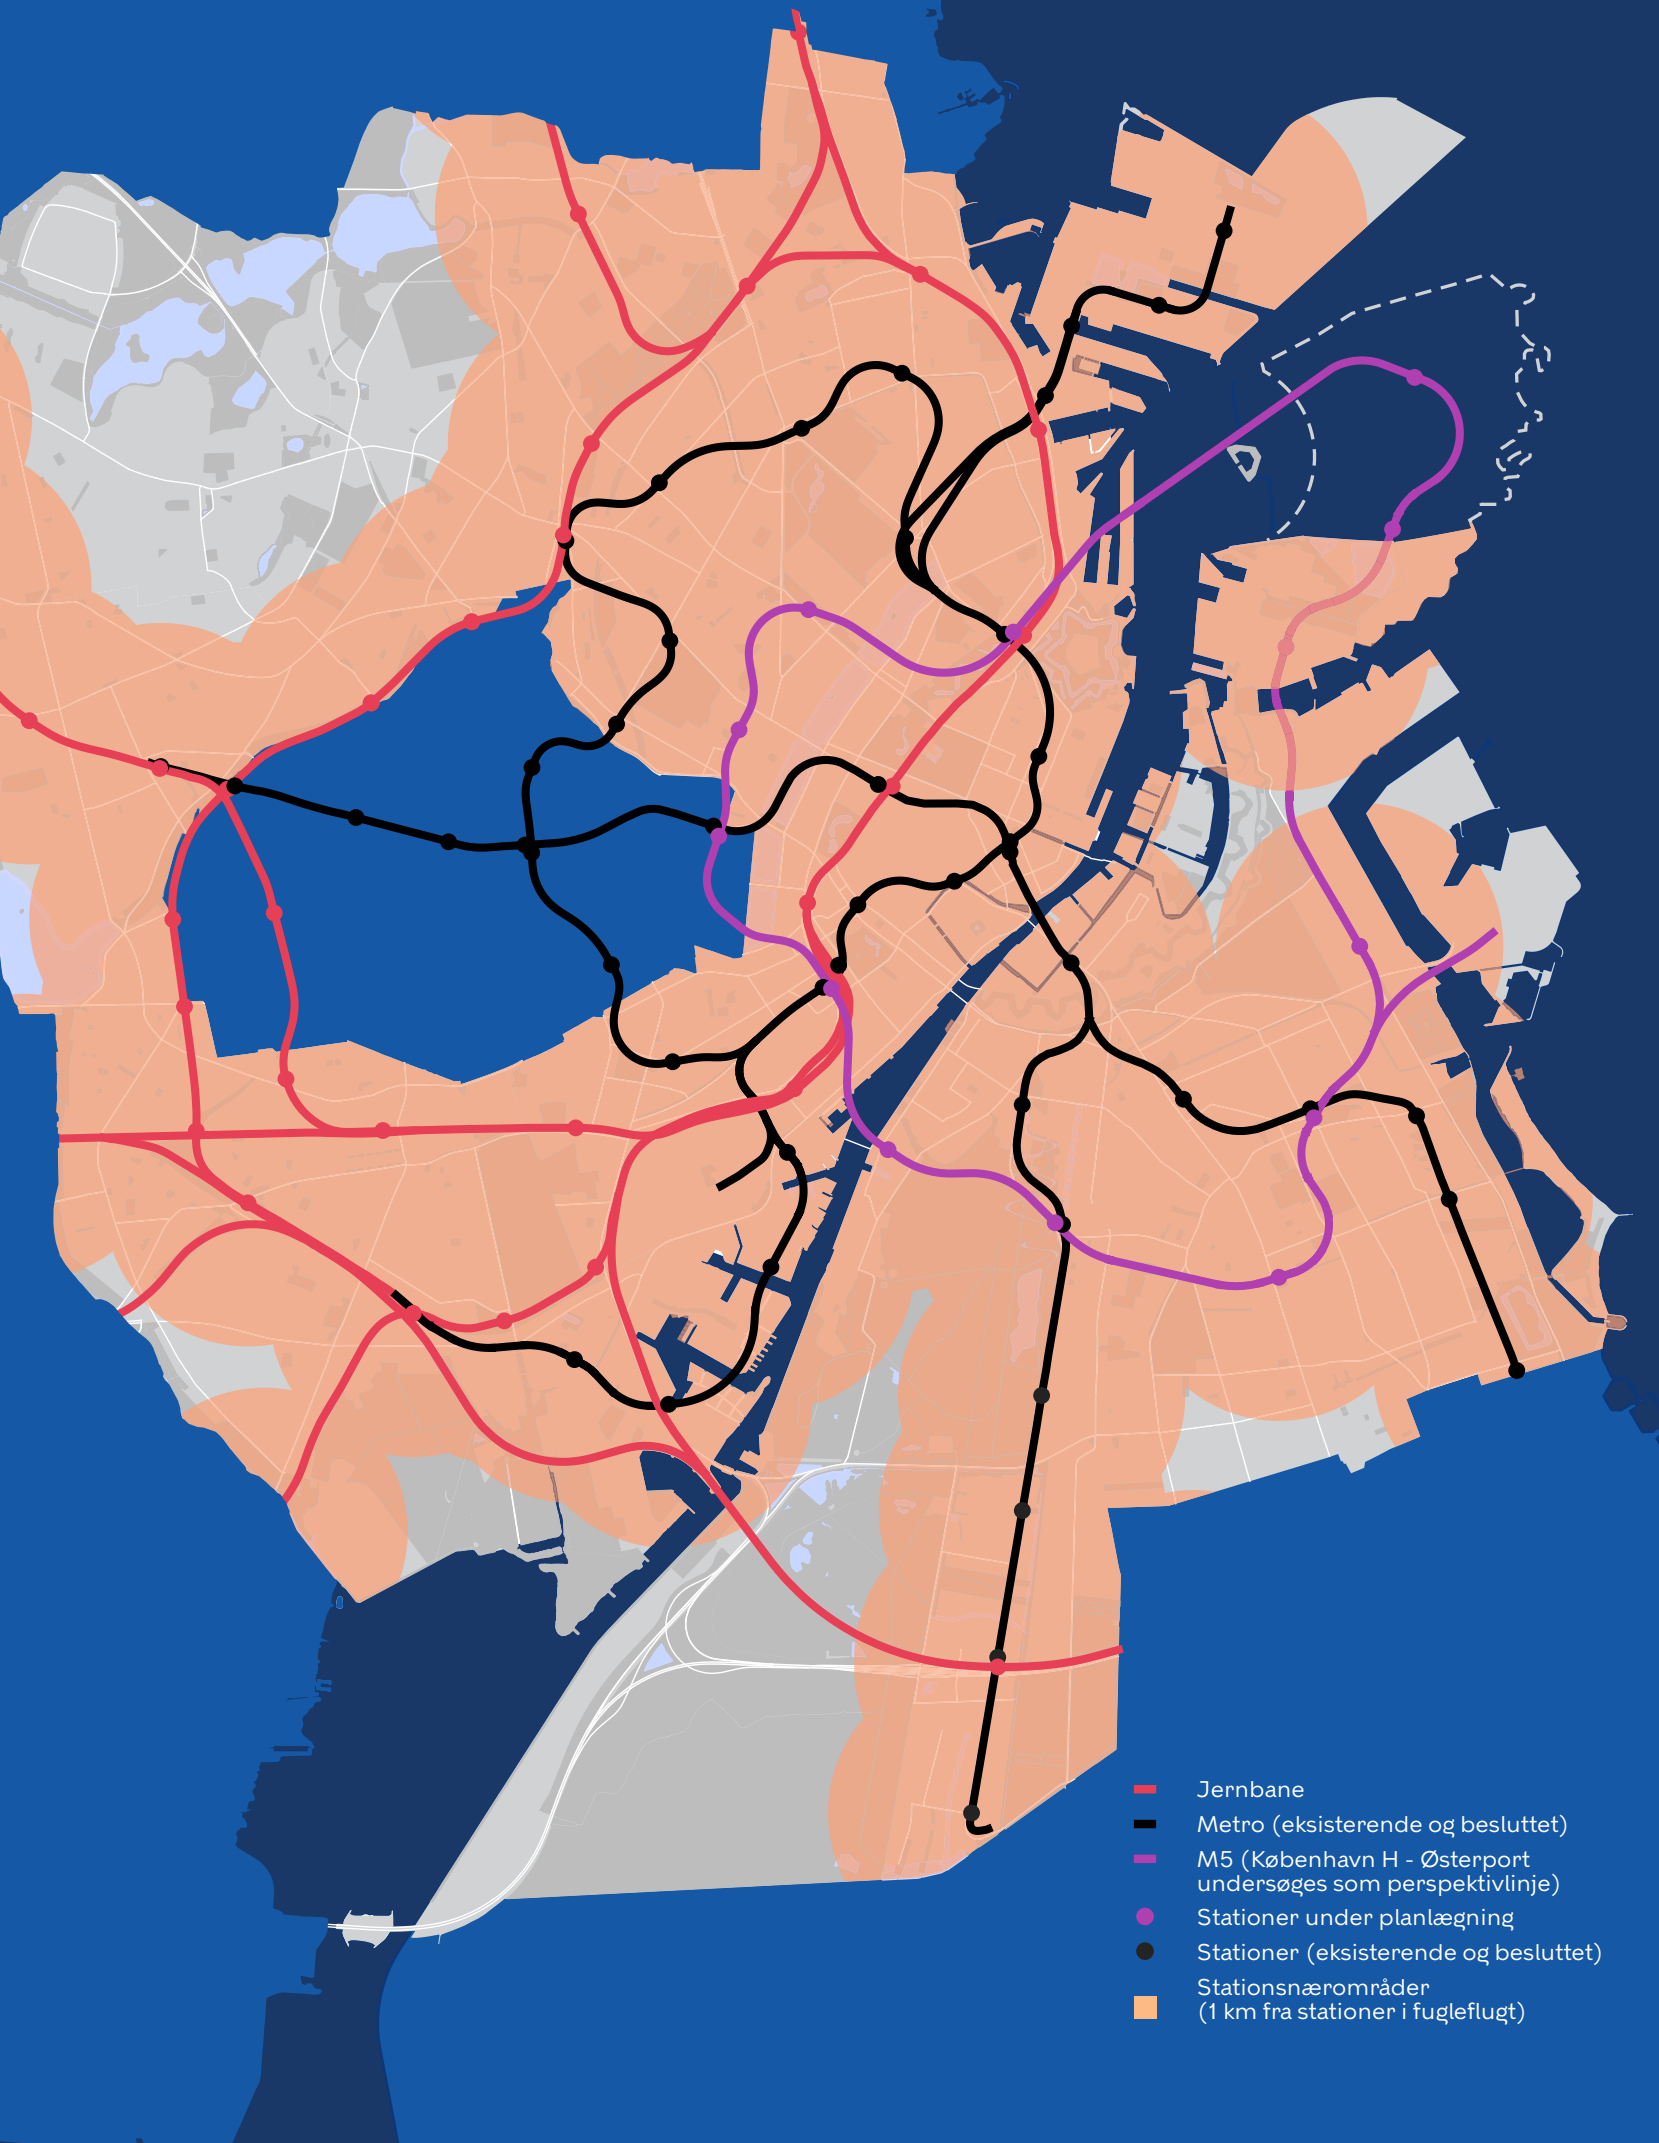 Jernbane
Metro (eksisterende og besluttet)
M5 (København H - Østerport
undersøges som perspektivlinje)
Stationer under planlægning
Stationer (eksisterende og besluttet)
Stationsnærområder
(1 km fra stationer i fugleflugt)